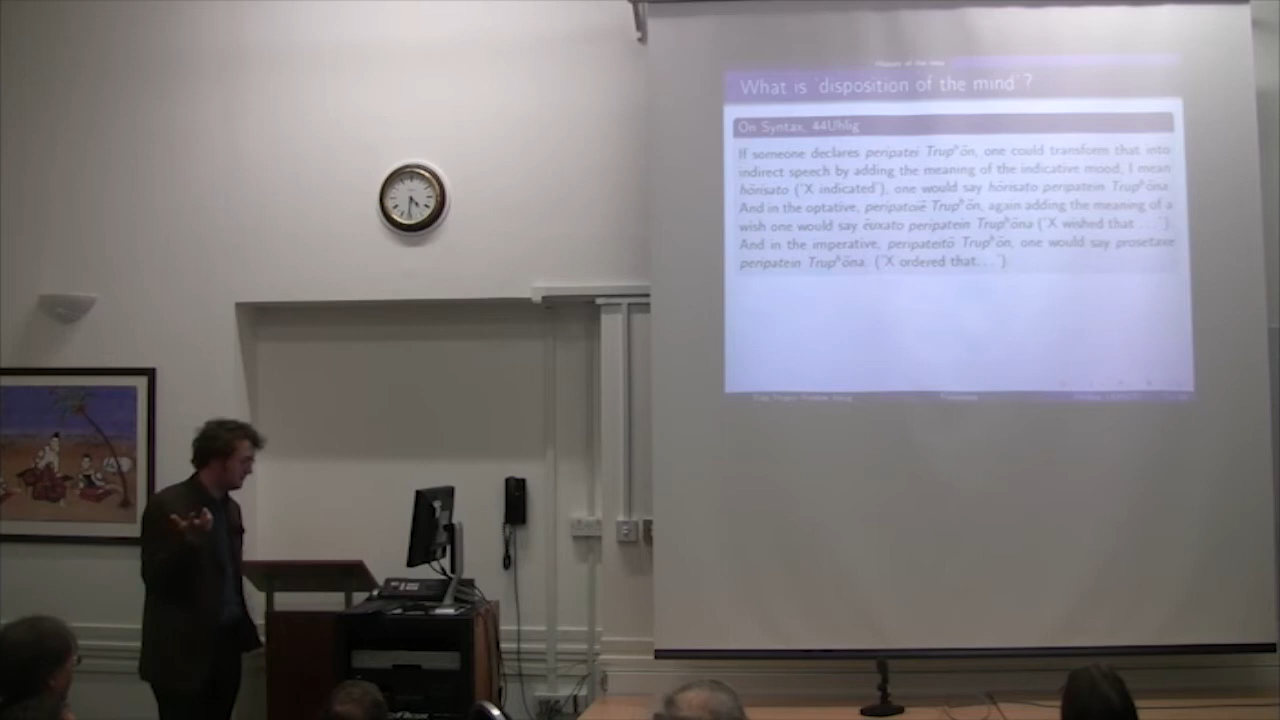 What is 'disposition of the mind' ?
On Syntax, 44Uhlig
If someone declares peripatei Trupʰōn, one could transform that into
indirect speech by adding the meaning of the indicative mood, I mean
hōrisato ('X indicated'), one would say hōrisato peripatein Trupʰōna.
And in the optative, peripatoiē Trupʰōn, again adding the meaning of a
wish one would say ēuxato peripatein Trupʰōna ('X wished that . . . ').
And in the imperative, peripateitō Trupʰōn, one would say prosetaxe
peripatein Trupʰōna. ('X ordered that. . . ')